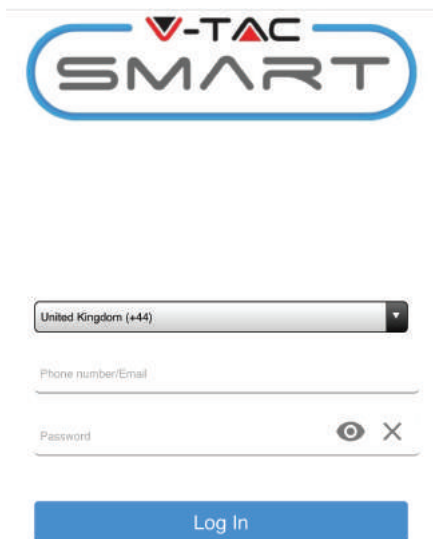 V-TAC
SMART
United Kingdom (+44)
Phone number/Email
Password
Log In